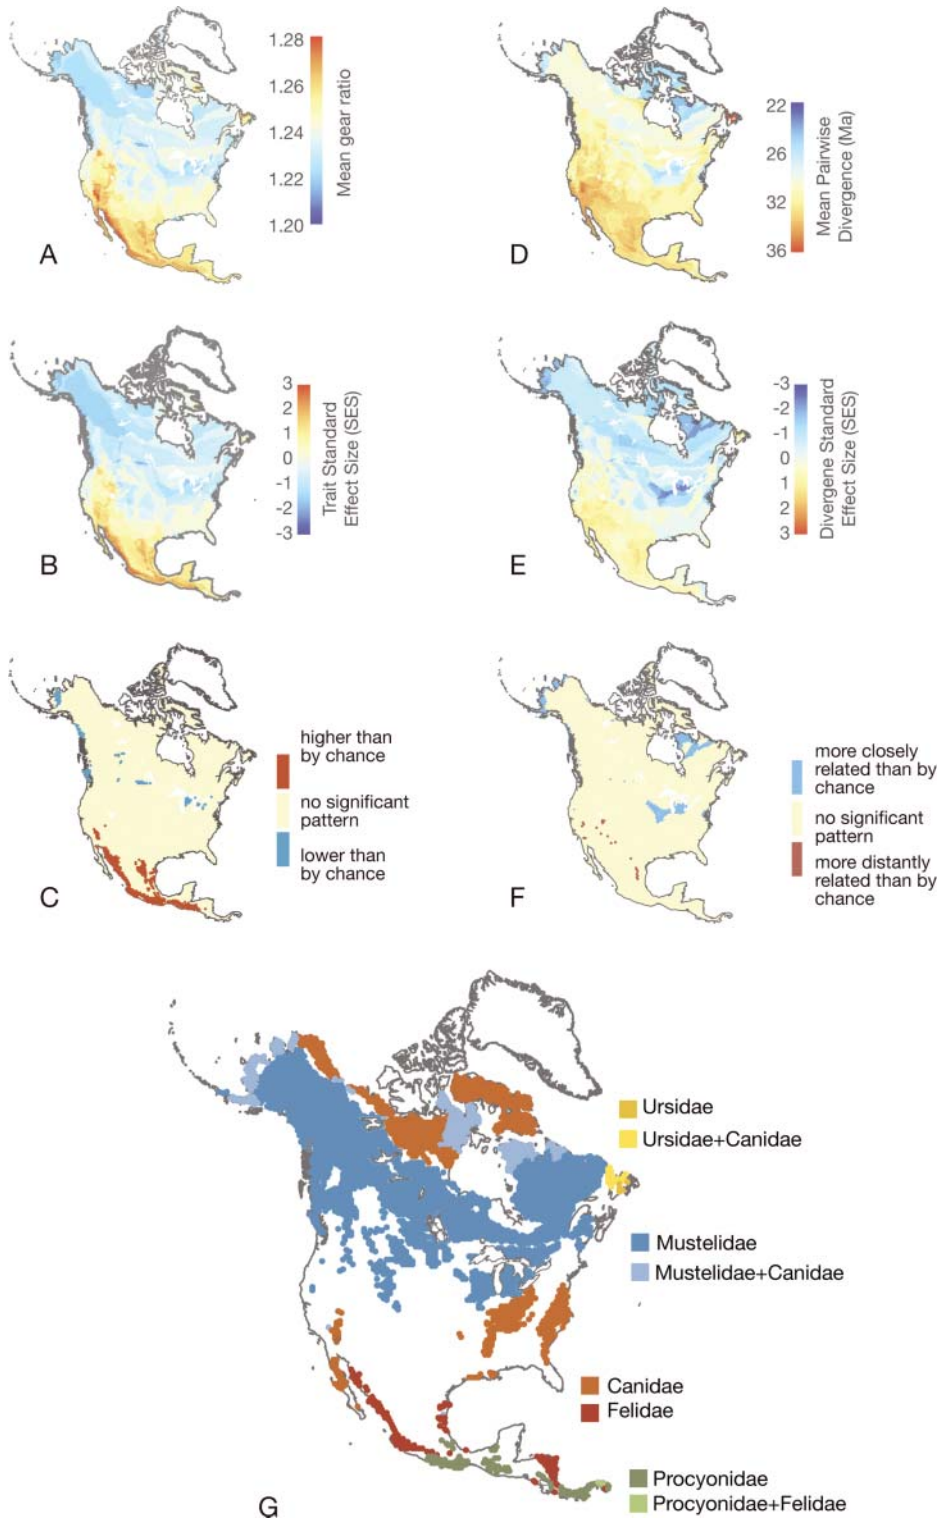 1.28
1.26
1.24
1.22
1.20
Mean gear ratio
A
22
26
32
36
Mean Pairwise
Divergence (Ma)
D
3
2
1
0
-1
-2
-3
Trait Standard
Effect Size (SES)
B
-3
-2
-1
0
1
2
3
Divergene Standard
Effect Size (SES)
E
higher than
by chance
no significant
pattern
lower than
by chance
C
more closely
related than by
chance
no significant
pattern
more distantly
related than by
chance
F
Ursidae
Ursidae+Canidae
Mustelidae
Mustelidae+Canidae
Canidae
Felidae
Procyonidae
Procyonidae+Felidae
G